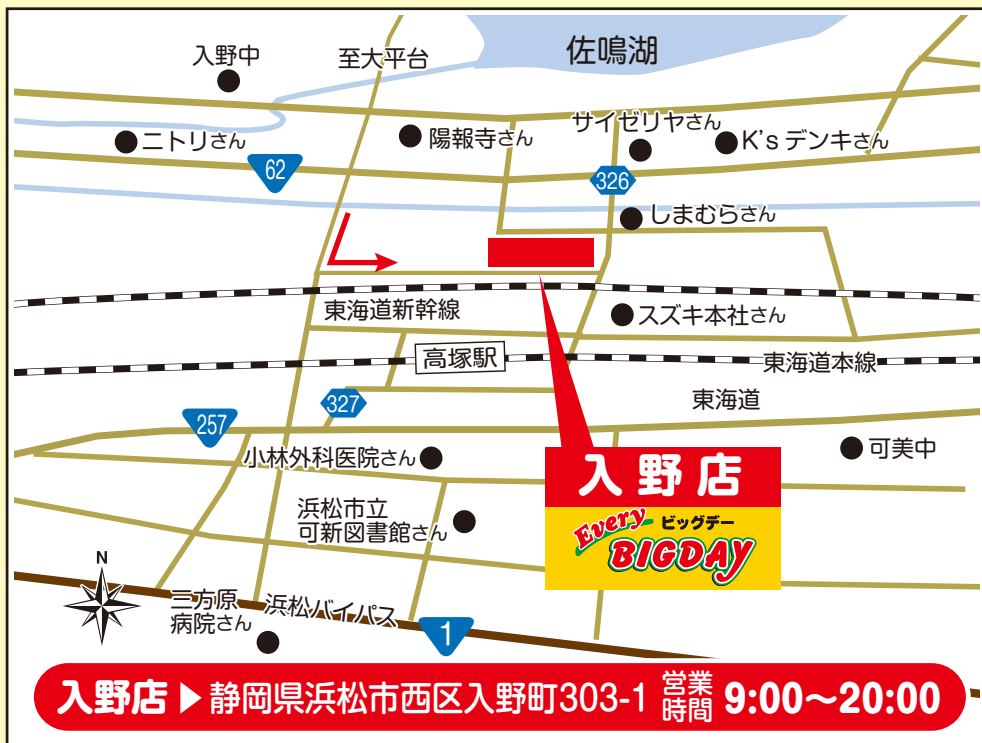 佐鳴湖
入野中
至大平台
ニトリさん
陽報寺さん
サイゼリヤさん
K'sデンキさん
62
326
しまむらさん
東海道新幹線
スズキ本社さん
高塚駅
東海道本線
327
東海道
257
小林外科医院さん
可美中
入野店
浜松市立
可新図書館さん
Every ビッグデー
BIGDAY
N
三方原
病院さん
浜松バイパス
1
入野店 ▶ 静岡県浜松市西区入野町303-1 営業時間 9:00〜20:00